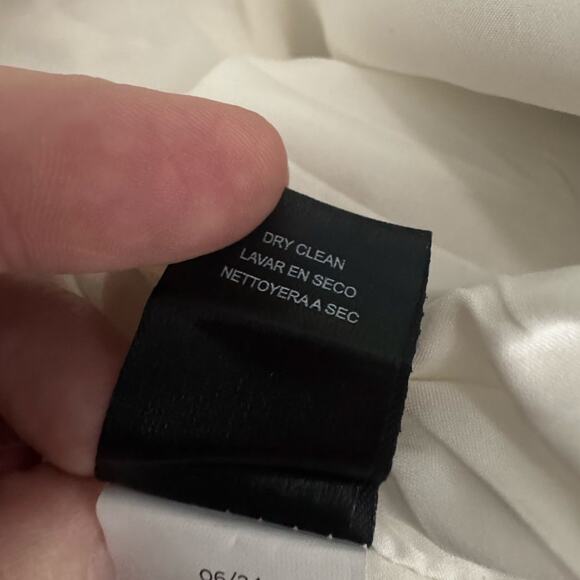 DRY CLEAN
LAVAR EN SECO
NETTOYERA A SEC